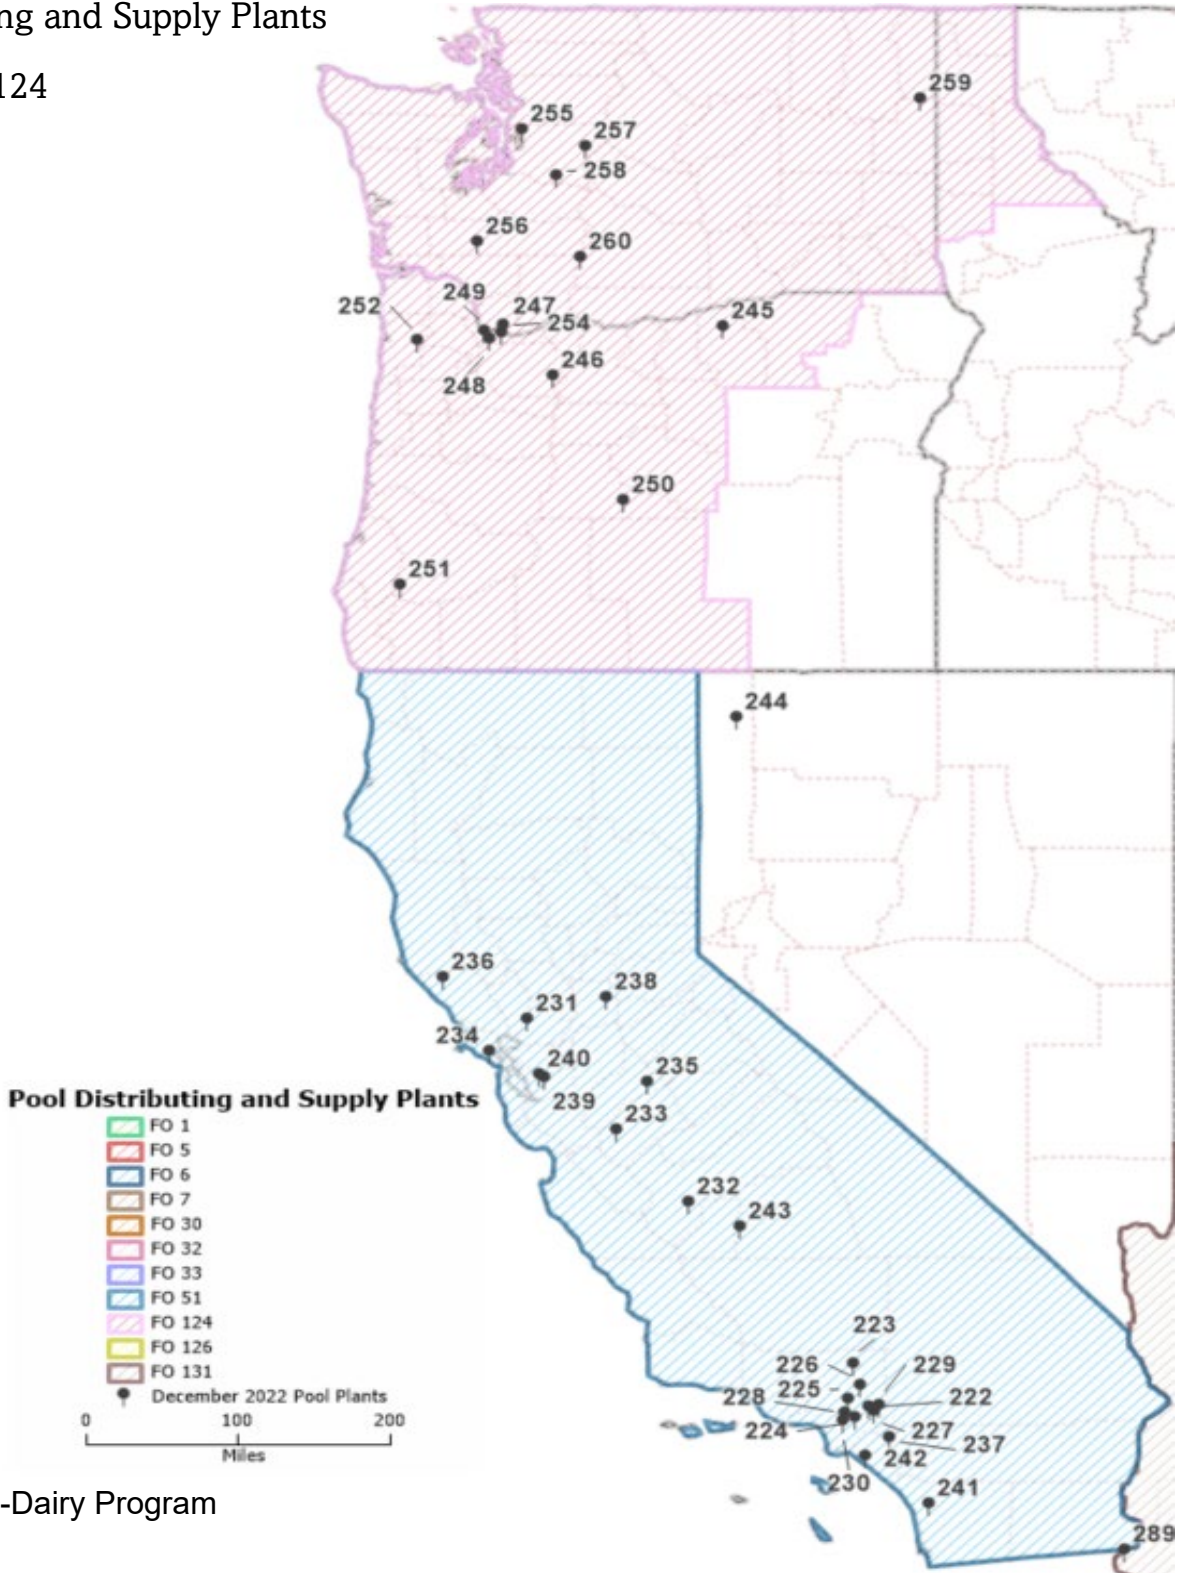 ng and Supply Plants
124
259
255
257
258
256
260
249
252
247
254
245
246
248
250
251
244
236
238
231
234
240
235
239
233
232
243
Pool Distributing and Supply Plants
FO 1
FO 5
FO 6
FO 7
FO 30
FO 32
FO 33
FO 51
FO 124
FO 126
FO 131
December 2022 Pool Plants
0 100 200
Miles
223
226
229
225
228
222
224
227
237
242
230
241
289
-Dairy Program